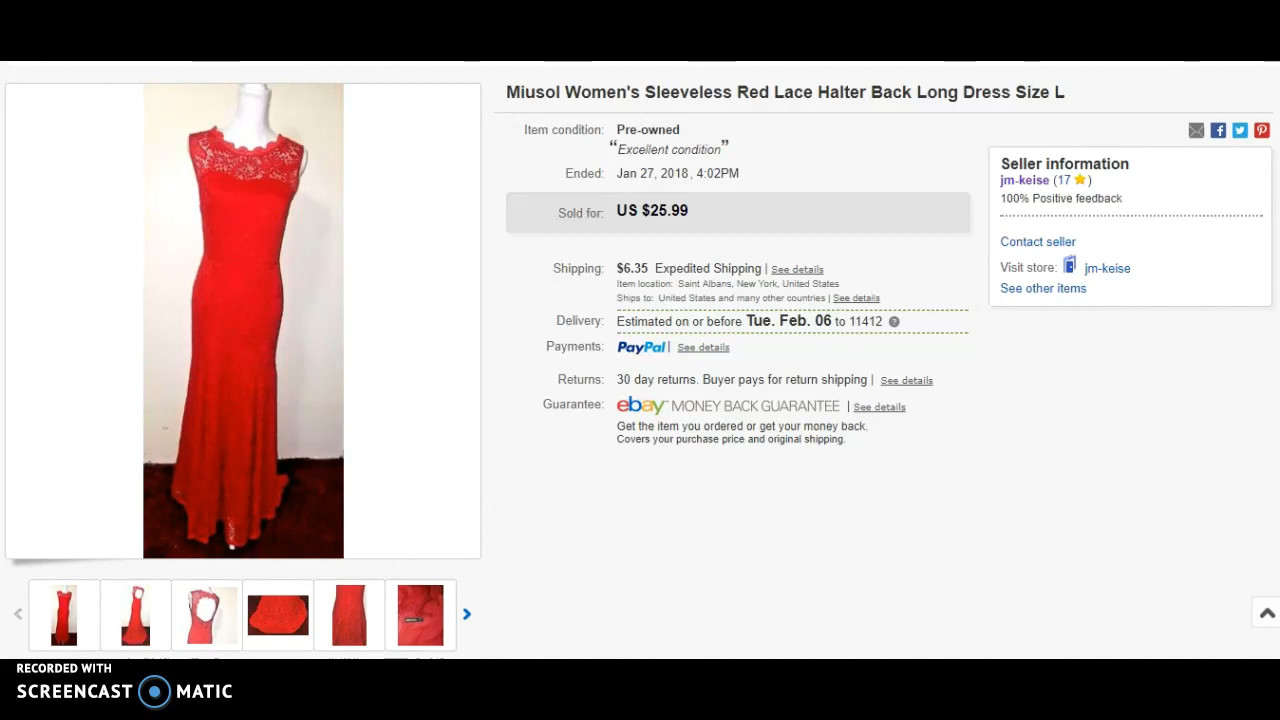 Miusol Women's Sleeveless Red Lace Halter Back Long Dress Size L
Item condition: Pre-owned
“Excellent condition”
Ended: Jan 27, 2018, 4:02PM
Sold for: US $25.99
Shipping: $6.35 Expedited Shipping | See details
Item location: Saint Albans, New York, United States
Ships to: United States and many other countries | See details
Delivery: Estimated on or before Tue. Feb. 06 to 11412 ?
Payments: PayPal | See details
Returns: 30 day returns. Buyer pays for return shipping | See details
Guarantee: ebay MONEY BACK GUARANTEE | See details
Get the item you ordered or get your money back.
Covers your purchase price and original shipping.
Seller information
jm-keise (17 )
100% Positive feedback
Contact seller
Visit store: jm-keise
See other items
RECORDED WITH
SCREENCAST MATIC